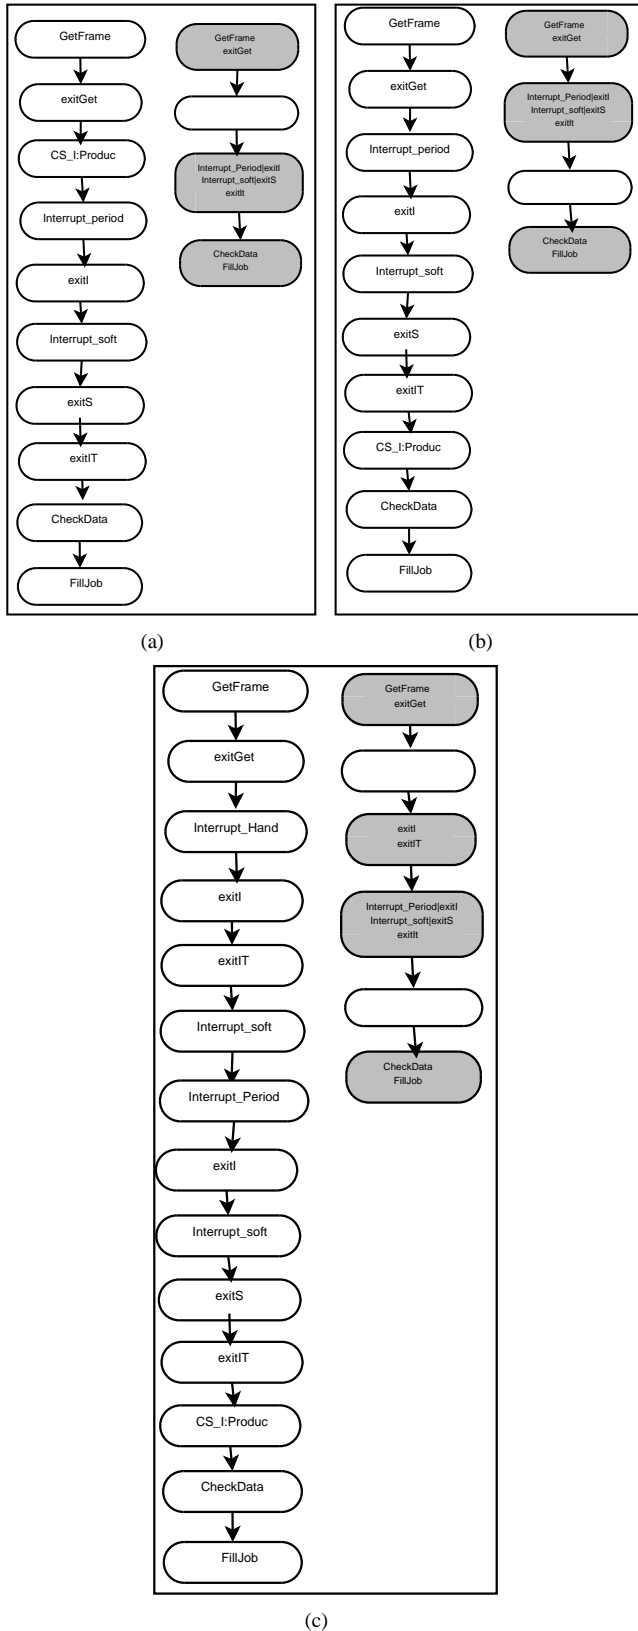 GetFrame
exitGet
CS_I:Produc
Interrupt_period
exitI
Interrupt_soft
exitS
exitIT
CheckData
FillJob
GetFrame
exitGet
Interrupt_Period|exitI
Interrupt_soft|exitS
exitIt
CheckData
FillJob
(a)
GetFrame
exitGet
Interrupt_period
exitI
Interrupt_soft
exitS
exitIT
CS_I:Produc
CheckData
FillJob
GetFrame
exitGet
Interrupt_Period|exitI
Interrupt_soft|exitS
exitIt
CheckData
FillJob
(b)
GetFrame
exitGet
Interrupt_Hand
exitI
exitIT
Interrupt_soft
Interrupt_Period
exitI
Interrupt_soft
exitS
exitIT
CS_I:Produc
CheckData
FillJob
GetFrame
exitGet
exitI
exitIT
Interrupt_Period|exitI
Interrupt_soft|exitS
exitIt
CheckData
FillJob
(c)